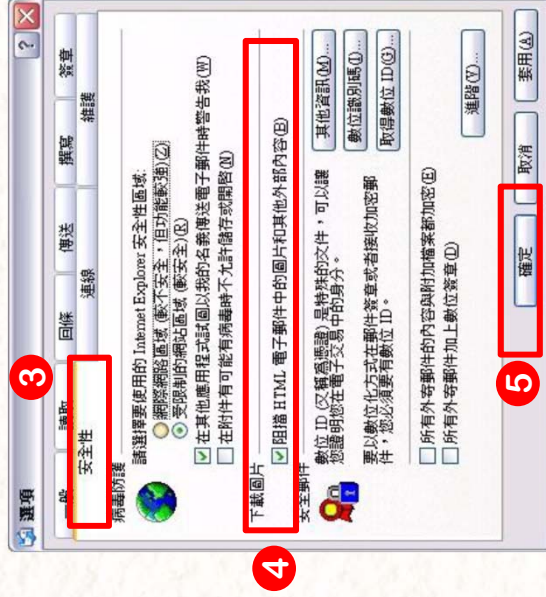 選項
③
一般 讀取 回條 傳送 撰寫 簽章
安全性 連線 維護
病毒防護
請選擇要使用的 Internet Explorer 安全性區域:
網際網路區域 (較不安全，但功能較強)(Z)
受限制的網站區域 (較安全)(R)
在其他應用程式試圖以我的名義傳送電子郵件時警告我(W)
在附件有可能有病毒時不允許儲存或開啓(N)
④
下載圖片
阻擋 HTML 電子郵件中的圖片和其他外部內容(B)
安全郵件
數位 ID (又稱為憑證) 是特殊的文件，可以讓
您證明您在電子交易中的身分。
其他資訊(M)...
要以數位化方式在郵件簽章或者接收加密郵
件，您必須要有數位 ID。
數位識別碼(I)...
取得數位 ID(G)...
所有外寄郵件的內容與附加檔案都加密(E)
所有外寄郵件加上數位簽章(D)
進階(V)...
⑤
確定 取消 套用(A)